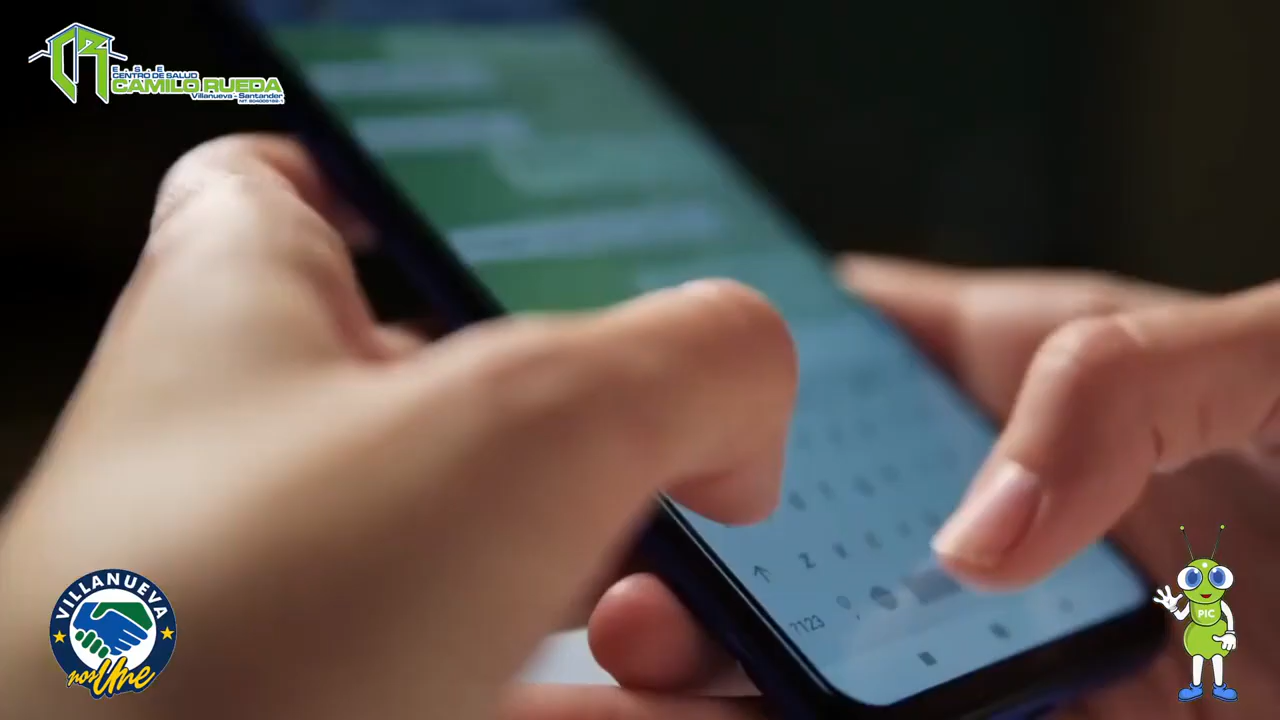 E S E
CENTRO DE SALUD
CAMILO RUEDA
Villanueva - Santander
VILLANUEVA
nos Une
PIC
?123